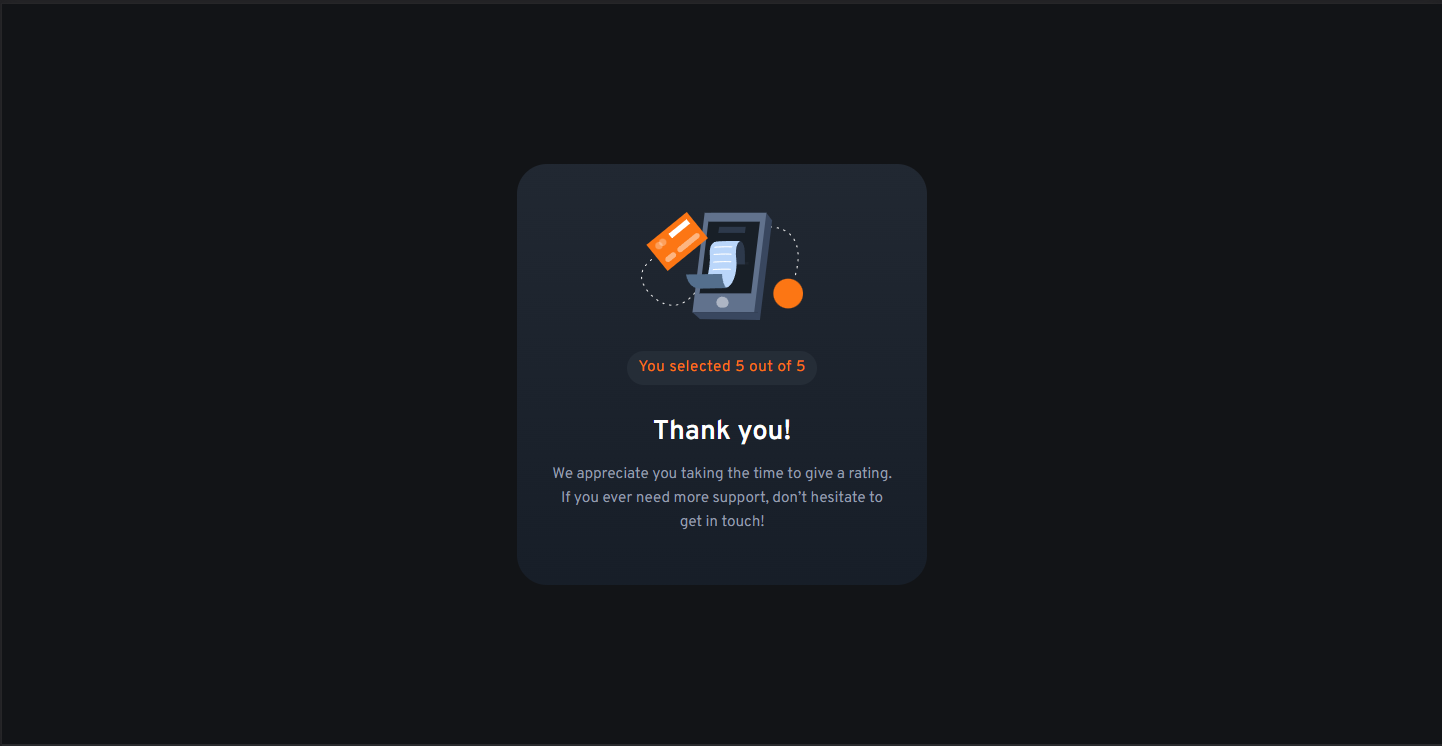 You selected 5 out of 5
Thank you!
We appreciate you taking the time to give a rating.
If you ever need more support, don’t hesitate to
get in touch!